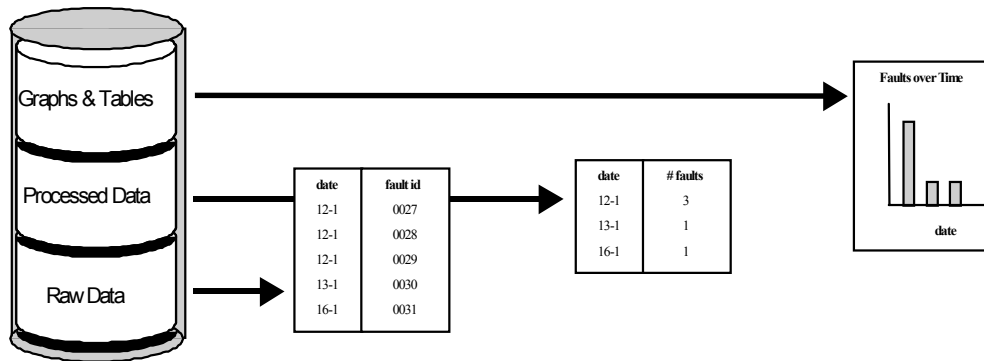 Graphs & Tables
Processed Data
Raw Data
date fault id
12-1 0027
12-1 0028
12-1 0029
13-1 0030
16-1 0031
date # faults
12-1 3
13-1 1
16-1 1
Faults over Time
date